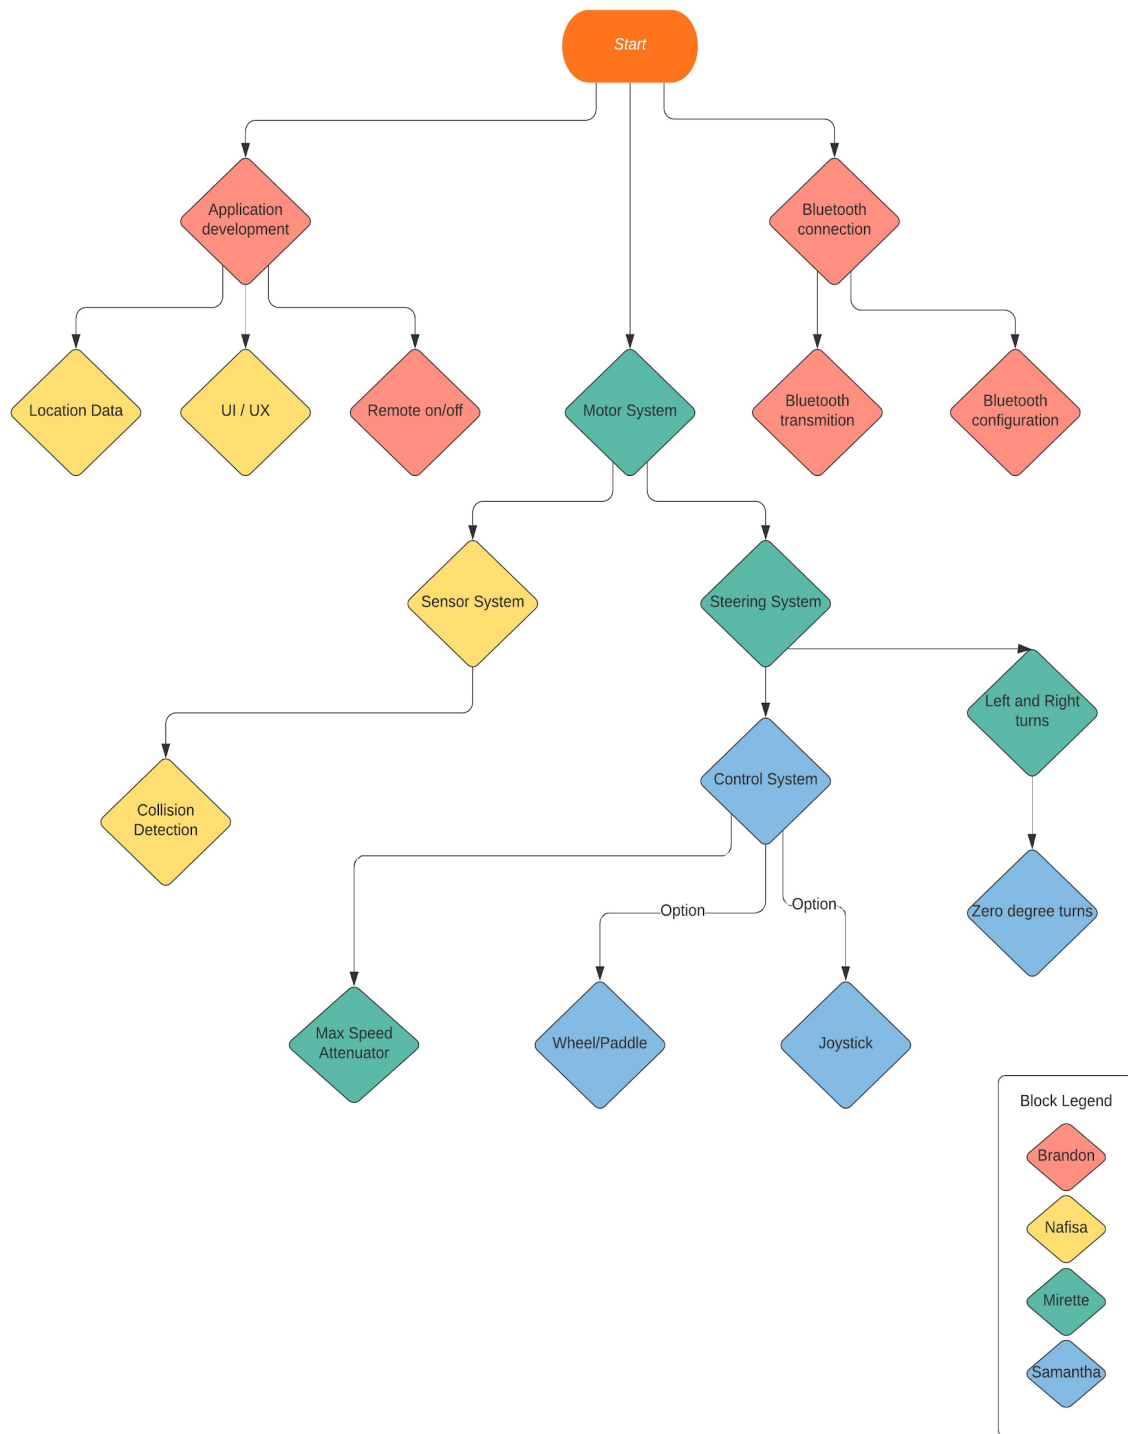 Start
Application
development
Bluetooth
connection
Location Data
UI / UX
Remote on/off
Motor System
Bluetooth
transmition
Bluetooth
configuration
Sensor System
Steering System
Left and Right
turns
Control System
Collision
Detection
Option
Option
Zero degree turns
Max Speed
Attenuator
Wheel/Paddle
Joystick
Block Legend
Brandon
Nafisa
Mirette
Samantha